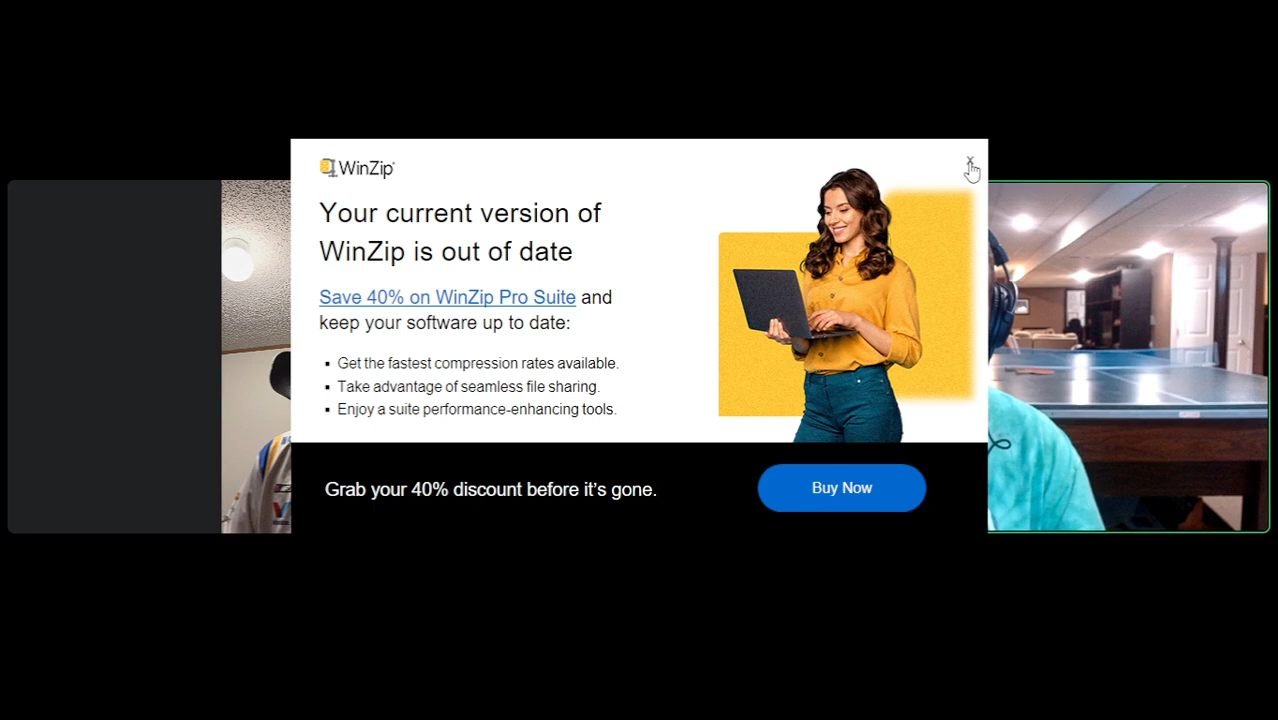 WinZip®
Your current version of
WinZip is out of date
Save 40% on WinZip Pro Suite and
keep your software up to date:
▪ Get the fastest compression rates available.
▪ Take advantage of seamless file sharing.
▪ Enjoy a suite performance-enhancing tools.
Grab your 40% discount before it’s gone.
Buy Now